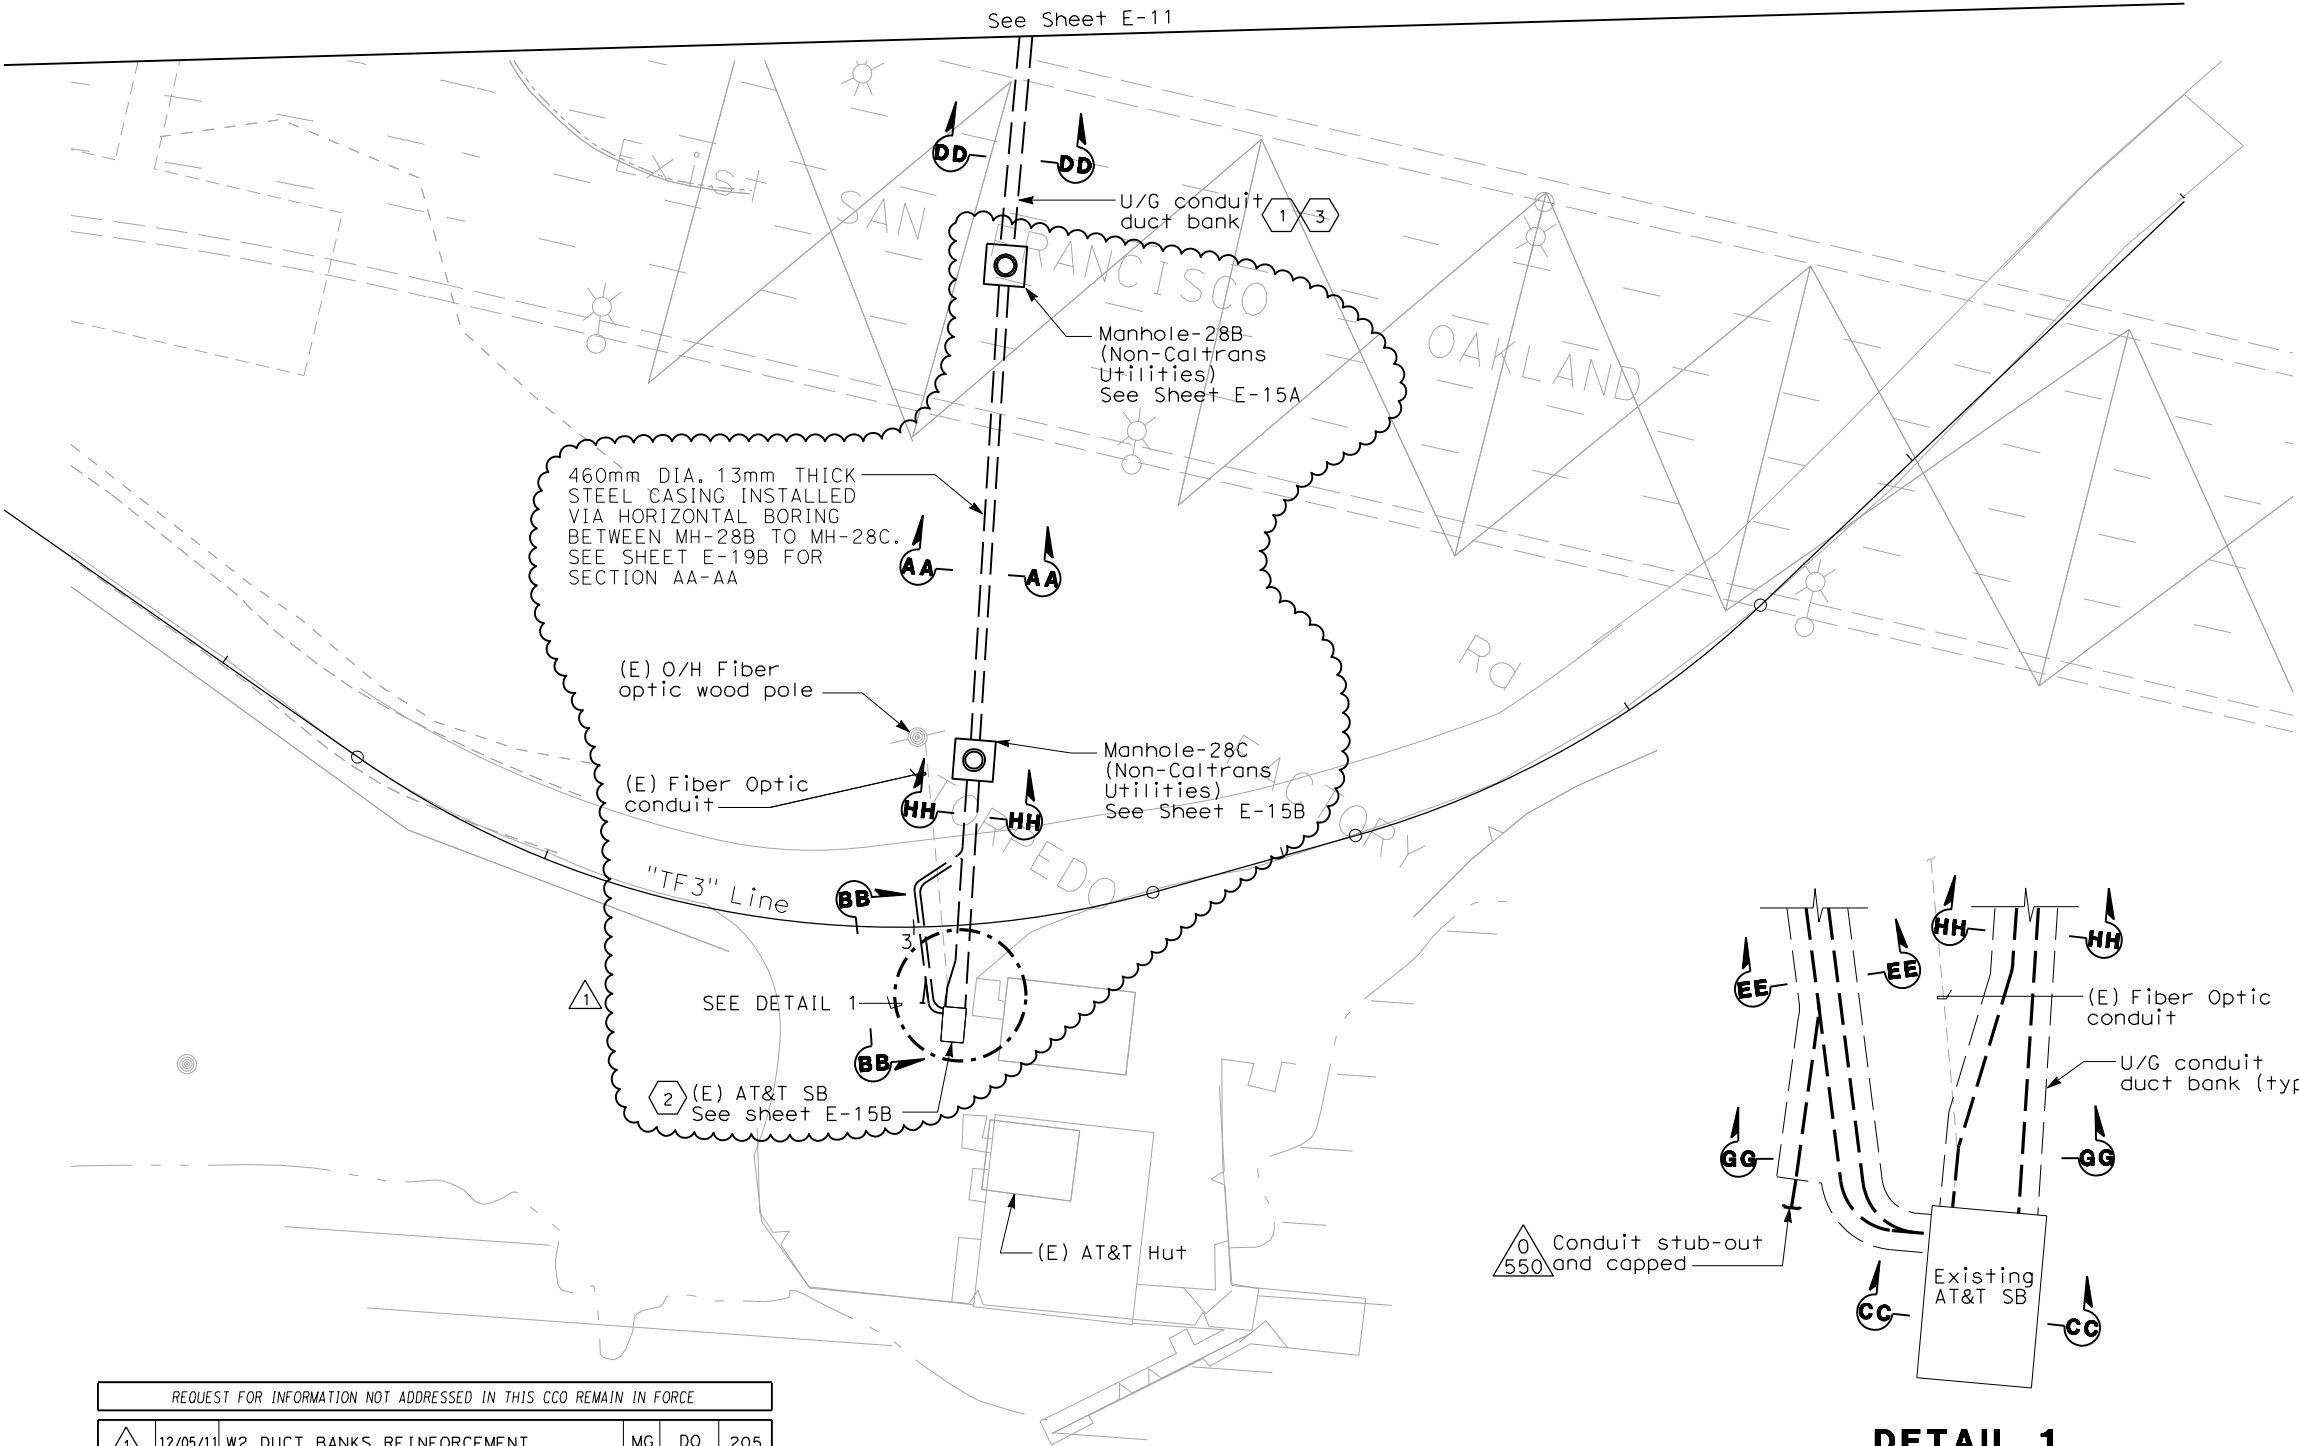 See Sheet E-11
DD
DD
Exist
SAN FRANCISCO OAKLAND
U/G conduit
duct bank
1
3
Manhole-28B
(Non-Caltrans
Utilities)
See Sheet E-15A
460mm DIA. 13mm THICK
STEEL CASING INSTALLED
VIA HORIZONTAL BORING
BETWEEN MH-28B TO MH-28C.
SEE SHEET E-19B FOR
SECTION AA-AA
AA
AA
(E) O/H Fiber
optic wood pole
Manhole-28C
(Non-Caltrans
Utilities)
See Sheet E-15B
(E) Fiber Optic
conduit
HH
HH
TORPEDO FACTORY Rd
"TF3" Line
BB
3
SEE DETAIL 1
1
BB
2
(E) AT&T SB
See sheet E-15B
(E) AT&T Hut
HH
HH
EE
EE
(E) Fiber Optic
conduit
U/G conduit
duct bank (typ
GG
GG
0
550
Conduit stub-out
and capped
Existing
AT&T SB
CC
CC
DETAIL 1
REQUEST FOR INFORMATION NOT ADDRESSED IN THIS CCO REMAIN IN FORCE
1 12/05/11 W2 DUCT BANKS REINFORCEMENT MG DO 205